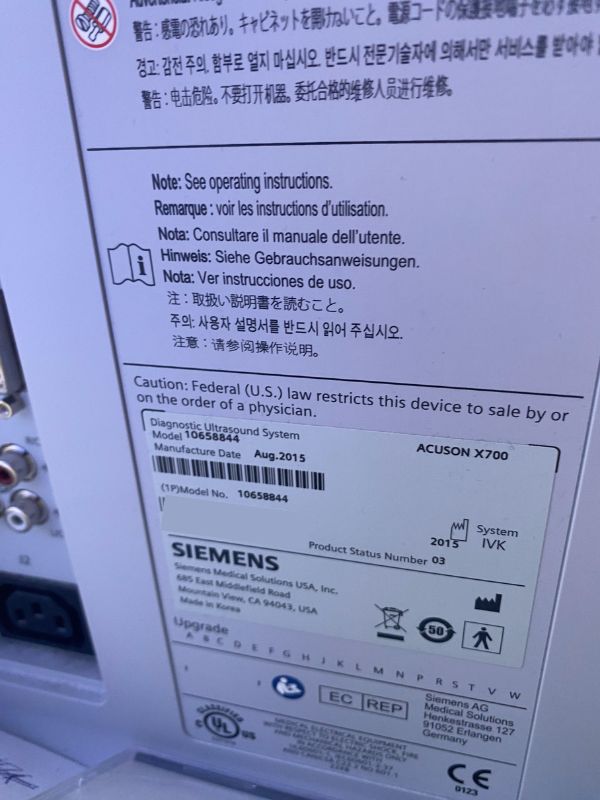 警告：感電の恐れあり。キャビネットを開けないこと。電源コードの保護接地端子を必ず接
경고: 감전 주의, 함부로 열지 마십시오. 반드시 전문기술자에 의해서만 서비스를 받아야
警告：电击危险。不要打开机器。委托合格的维修人员进行维修。
Note: See operating instructions.
Remarque : voir les instructions d'utilisation.
Nota: Consultare il manuale dell'utente.
Hinweis: Siehe Gebrauchsanweisungen.
Nota: Ver instrucciones de uso.
注：取扱い説明書を読むこと。
주의: 사용자 설명서를 반드시 읽어 주십시오.
注意：请参阅操作说明。
Caution: Federal (U.S.) law restricts this device to sale by or
on the order of a physician.
Diagnostic Ultrasound System
ACUSON X700
Model 10658844
Manufacture Date Aug.2015
(1P)Model No. 10658844
2015
System
IVK
Product Status Number 03
SIEMENS
Siemens Medical Solutions USA, Inc.
685 East Middlefield Road
Mountain View, CA 94043, USA
Made in Korea
50
Upgrade
A B C D E F G H J K L M N P R S T V W
EC REP
Siemens AG
Medical Solutions
Henkestrasse 127
91052 Erlangen
Germany
CLASSIFIED
C UL US
MEDICAL ELECTRICAL EQUIPMENT
CE
0123